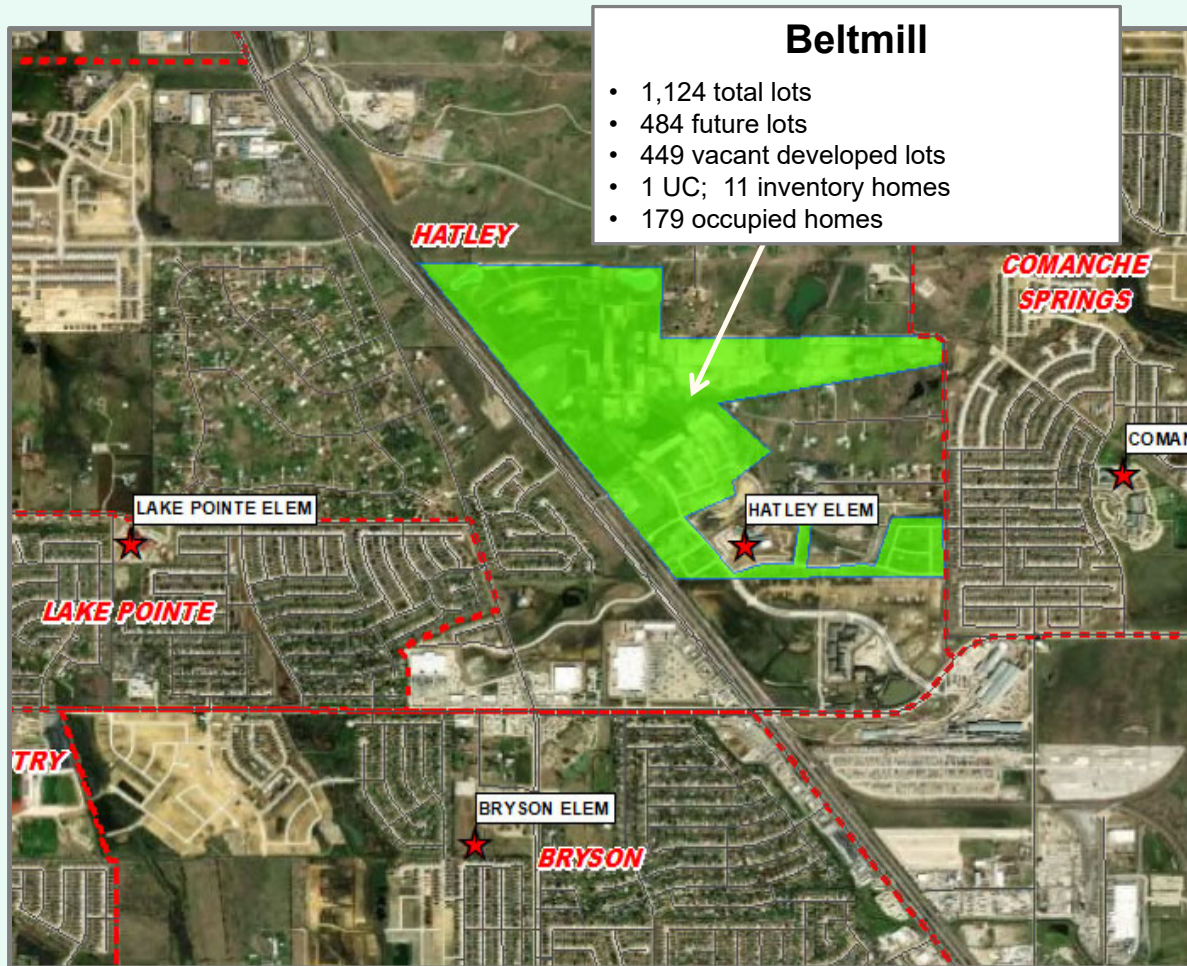 Beltmill
• 1,124 total lots
• 484 future lots
• 449 vacant developed lots
• 1 UC; 11 inventory homes
• 179 occupied homes
HATLEY
COMANCHE
SPRINGS
COMAN
LAKE POINTE ELEM
HATLEY ELEM
LAKE POINTE
TRY
BRYSON ELEM
BRYSON